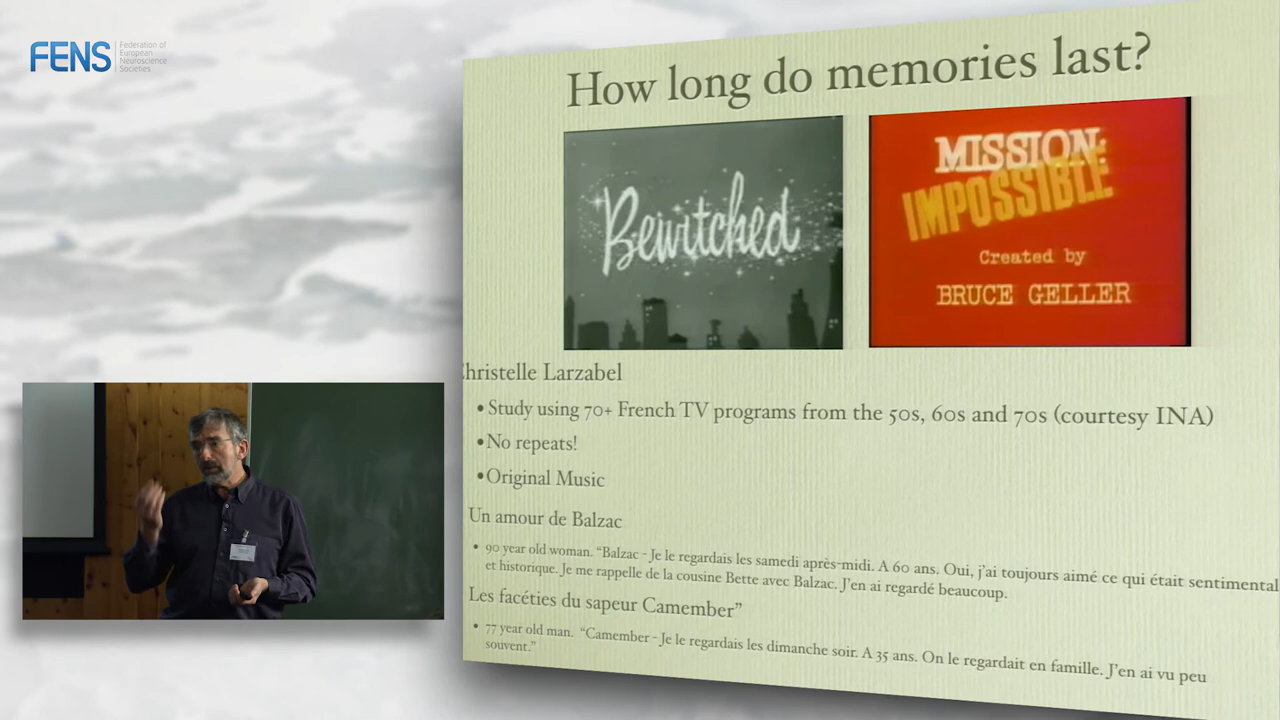 FENS
Federation of
European
Neuroscience
Societies
How long do memories last?
Bewitched
MISSION:
IMPOSSIBLE
Created by
BRUCE GELLER
hristelle Larzabel
• Study using 70+ French TV programs from the 50s, 60s and 70s (courtesy INA)
• No repeats!
• Original Music
Un amour de Balzac
• 90 year old woman. “Balzac - Je le regardais les samedi après-midi. A 60 ans. Oui, j’ai toujours aimé ce qui était sentimental
et historique. Je me rappelle de la cousine Bette avec Balzac. J’en ai regardé beaucoup.
Les facéties du sapeur Camember”
• 77 year old man. “Camember - Je le regardais les dimanche soir. A 35 ans. On le regardait en famille. J’en ai vu peu
souvent.”